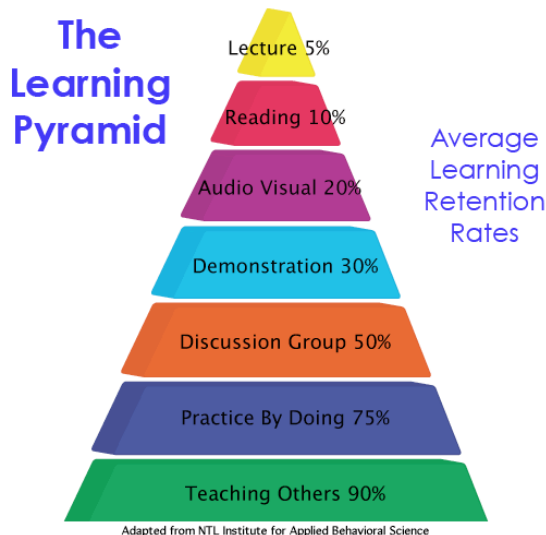 The
Learning
Pyramid
Lecture 5%
Reading 10%
Average
Learning
Retention
Rates
Audio Visual 20%
Demonstration 30%
Discussion Group 50%
Practice By Doing 75%
Teaching Others 90%
Adapted from NTL Institute for Applied Behavioral Science